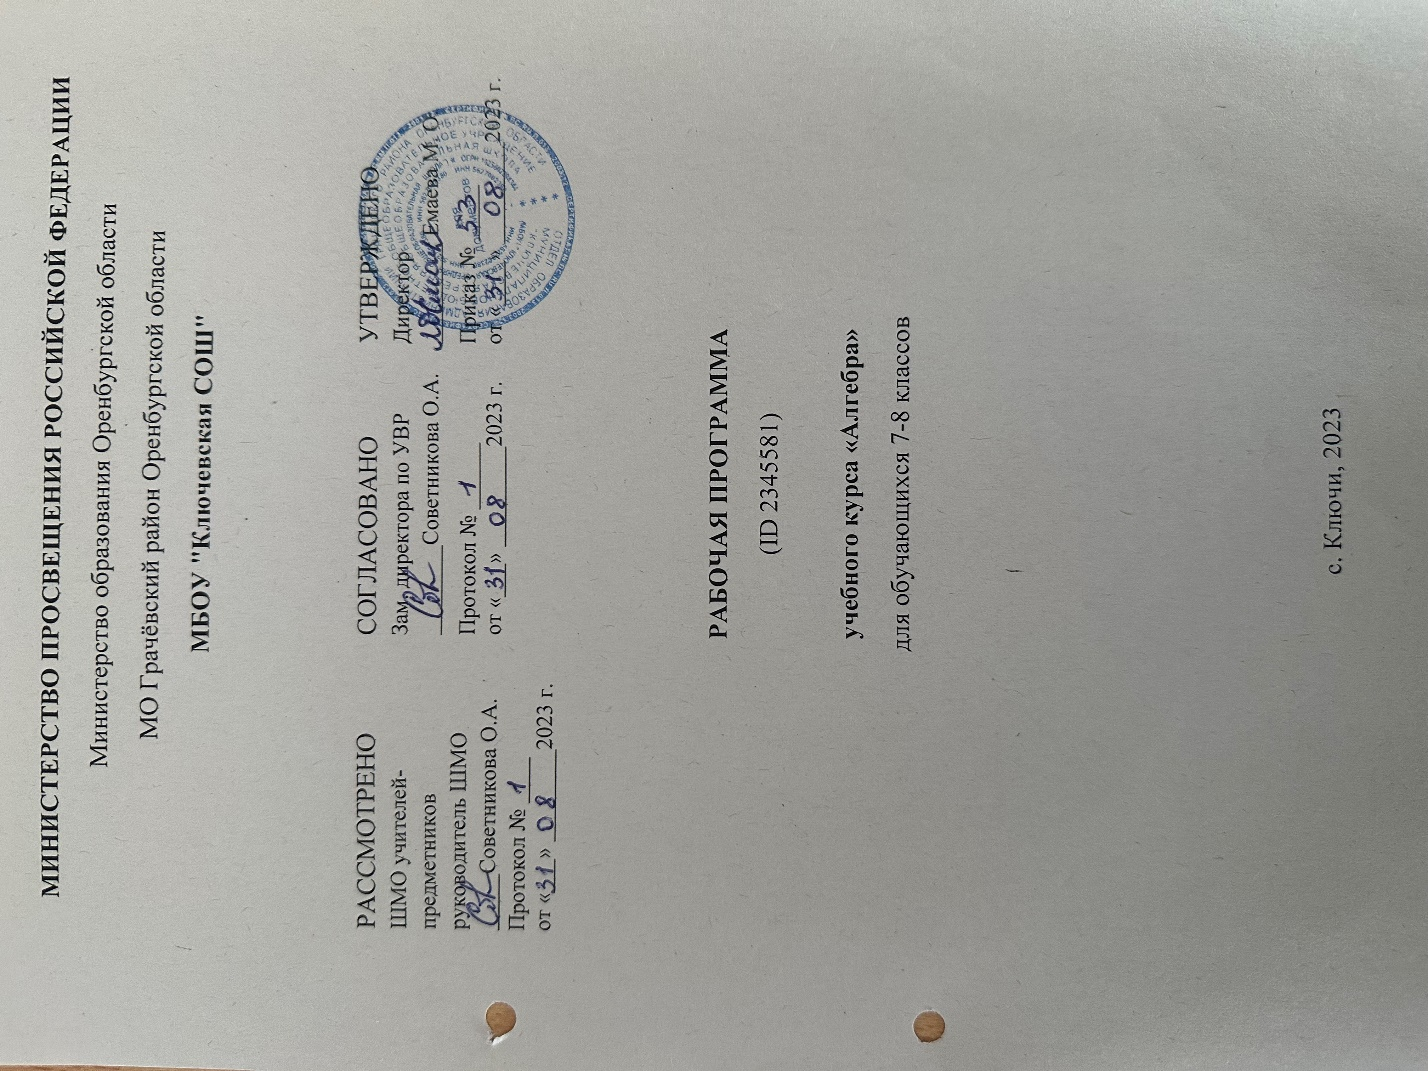 МИНИСТЕРСТВО ПРОСВЕЩЕНИЯ РОССИЙСКОЙ ФЕДЕРАЦИИ
Министерство образования Оренбургской области
МО Грачёвский район Оренбургской области
МБОУ "Ключевская СОШ"
РАССМОТРЕНО
ШМО учителей-
предметников
руководитель ШМО
Советникова О.А.
Протокол № 1
от «31» 08 2023 г.
СОГЛАСОВАНО
Зам. директора по УВР
Советникова О.А.
Протокол № 1
от «31» 08 2023 г.
УТВЕРЖДЕНО
Директор
Емаева М. О.
Приказ № 53
от «31» 08 2023 г.
РАБОЧАЯ ПРОГРАММА
(ID 2345581)
учебного курса «Алгебра»
для обучающихся 7-8 классов
с. Ключи, 2023